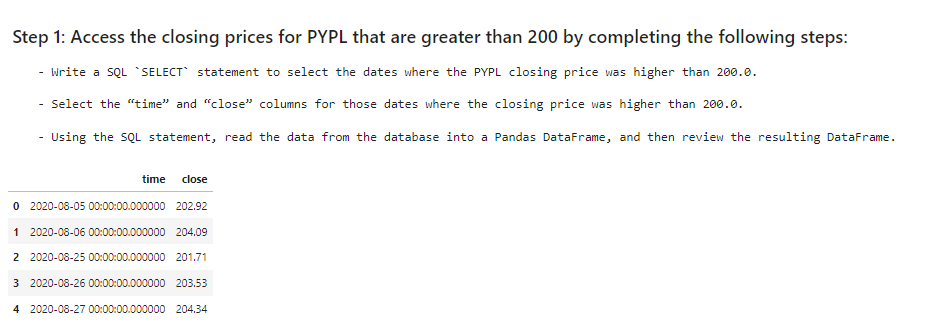 Step 1: Access the closing prices for PYPL that are greater than 200 by completing the following steps:
- Write a SQL `SELECT` statement to select the dates where the PYPL closing price was higher than 200.0.
- Select the “time” and “close” columns for those dates where the closing price was higher than 200.0.
- Using the SQL statement, read the data from the database into a Pandas DataFrame, and then review the resulting DataFrame.
time close
0 2020-08-05 00:00:00.000000 202.92
1 2020-08-06 00:00:00.000000 204.09
2 2020-08-25 00:00:00.000000 201.71
3 2020-08-26 00:00:00.000000 203.53
4 2020-08-27 00:00:00.000000 204.34